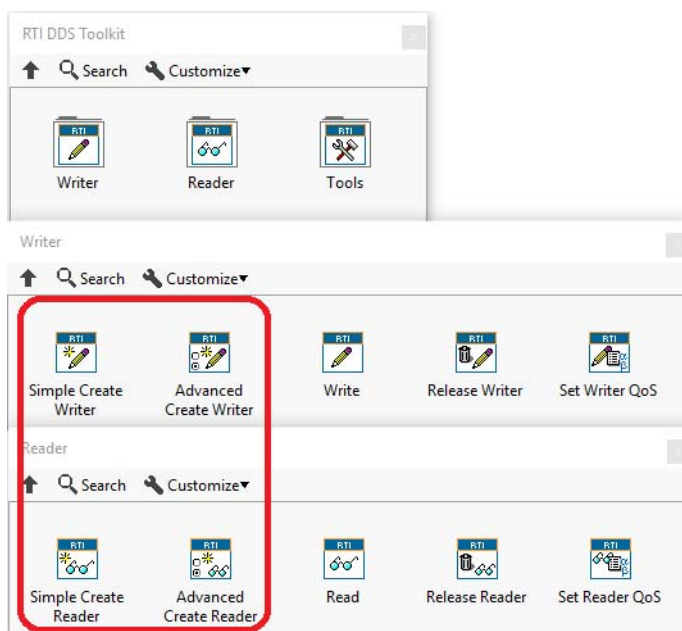 RTI DDS Toolkit
Search Customize
RTI RTI RTI
Writer Reader Tools
Writer
Search Customize
RTI RTI RTI RTI RTI
Simple Create Advanced Write Release Writer Set Writer QoS
Writer Create Writer
Reader
Search Customize
RTI RTI RTI RTI RTI
Simple Create Advanced Read Release Reader Set Reader QoS
Reader Create Reader